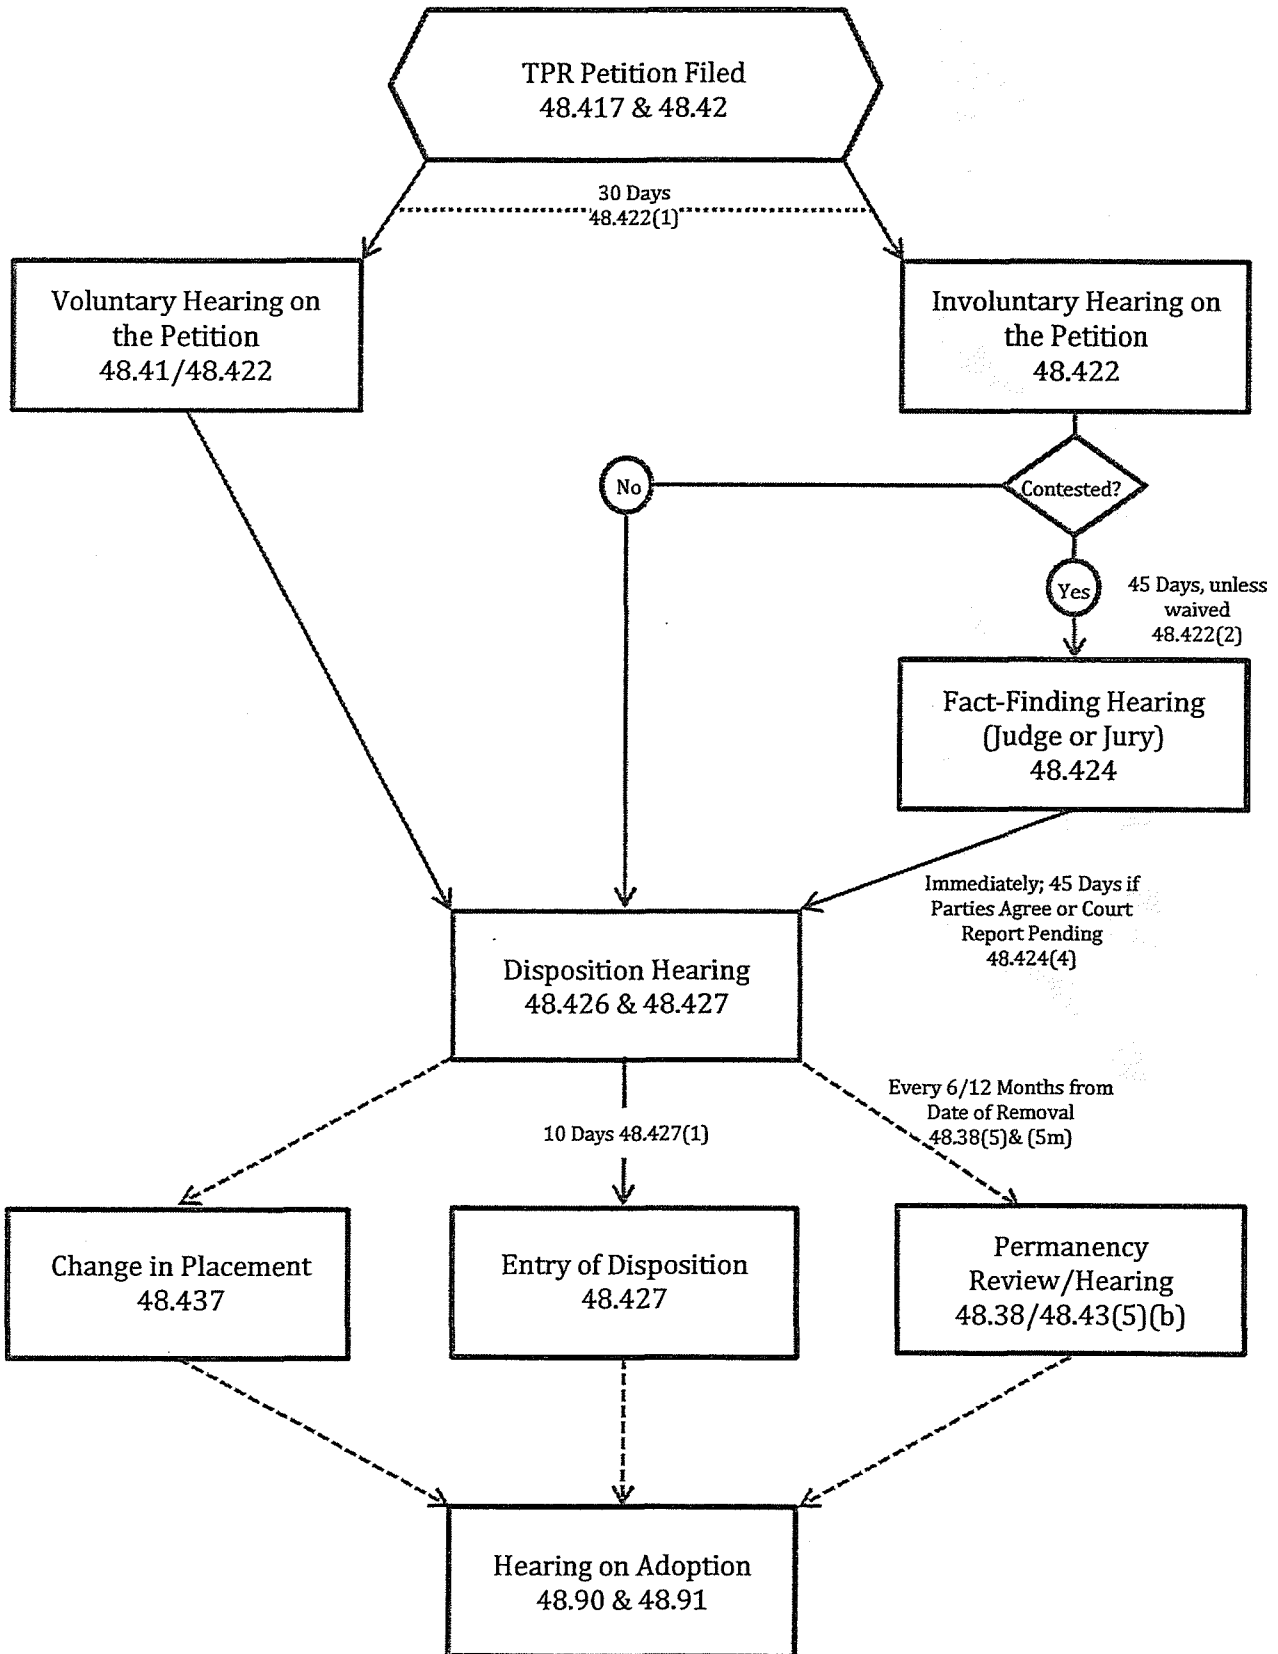 TPR Petition Filed
48.417 & 48.42
30 Days
48.422(1)
Voluntary Hearing on
the Petition
48.41/48.422
Involuntary Hearing on
the Petition
48.422
No
Contested?
Yes
45 Days, unless
waived
48.422(2)
Fact-Finding Hearing
(Judge or Jury)
48.424
Immediately; 45 Days if
Parties Agree or Court
Report Pending
48.424(4)
Disposition Hearing
48.426 & 48.427
Every 6/12 Months from
Date of Removal
48.38(5)& (5m)
10 Days 48.427(1)
Change in Placement
48.437
Entry of Disposition
48.427
Permanency
Review/Hearing
48.38/48.43(5)(b)
Hearing on Adoption
48.90 & 48.91